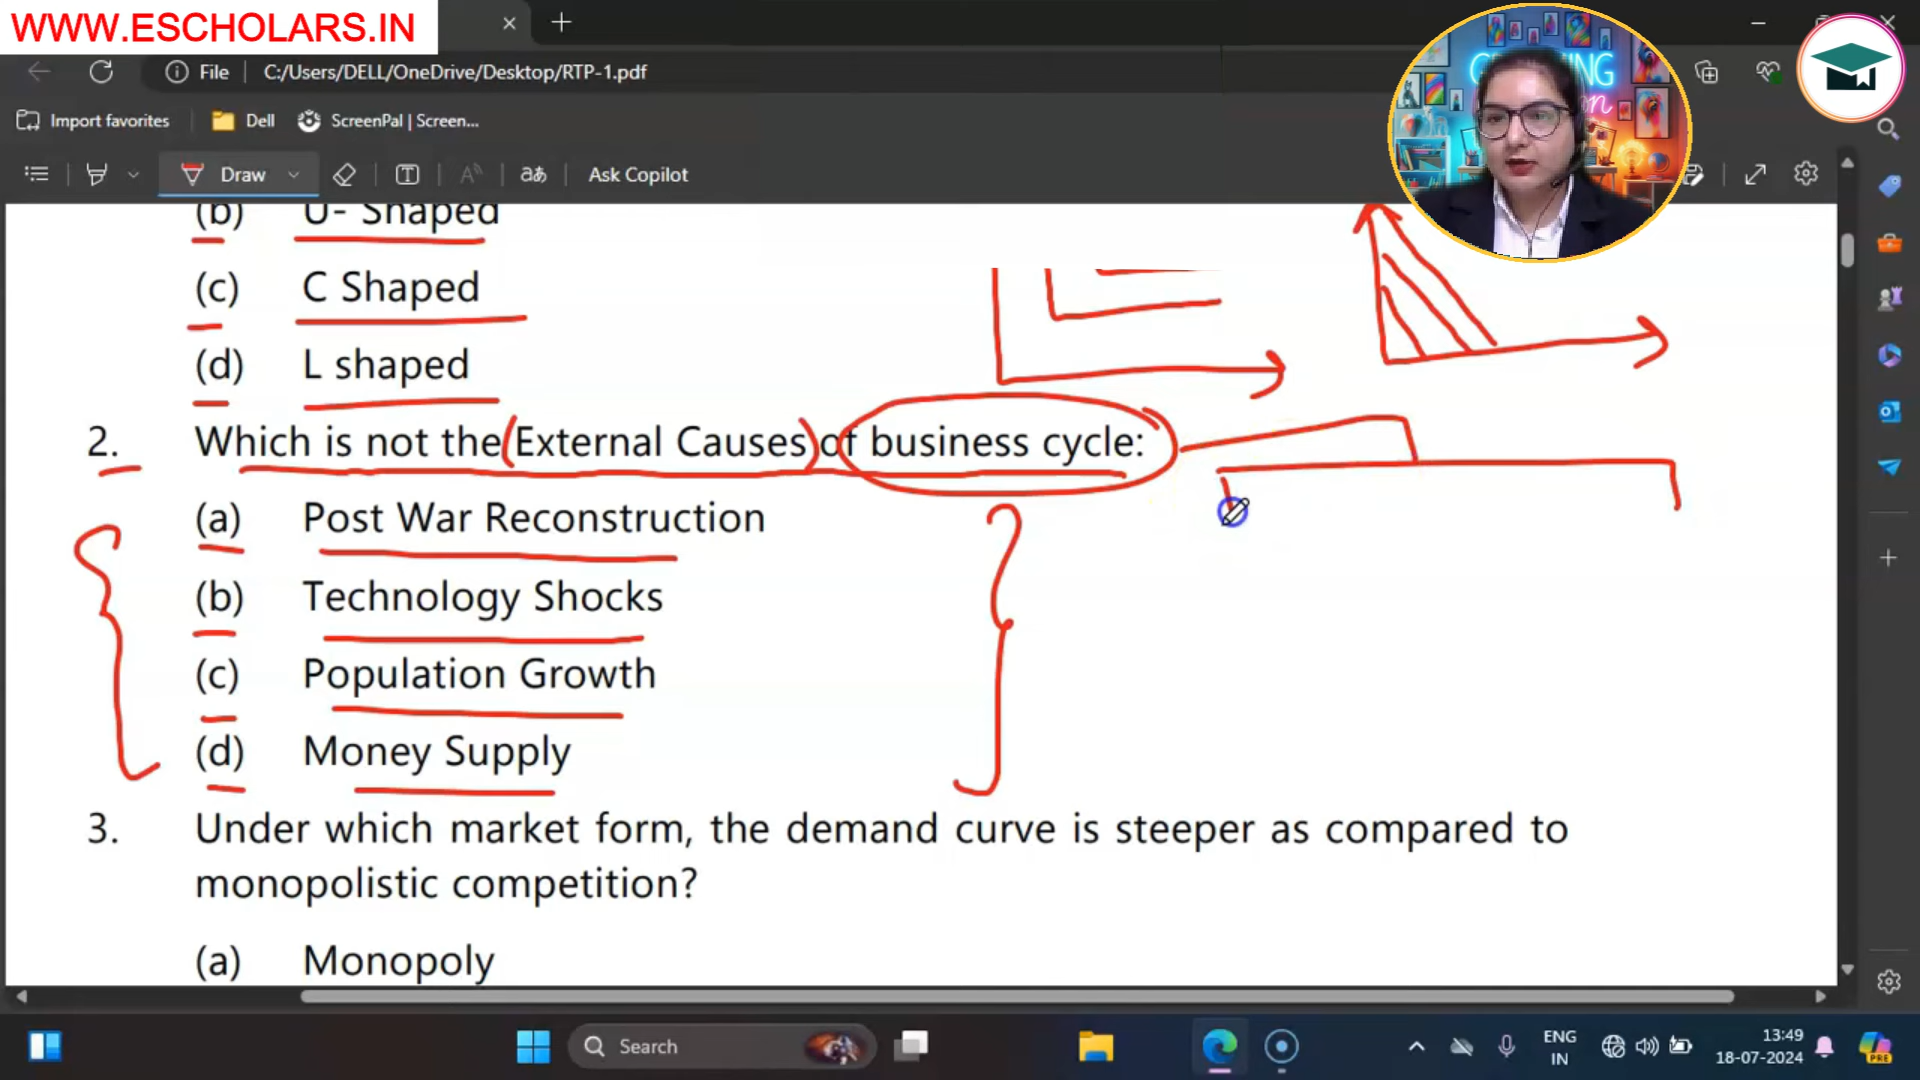 WWW.ESCHOLARS.IN
File
C:/Users/DELL/OneDrive/Desktop/RTP-1.pdf
Import favorites
Dell
ScreenPal | Screen...
Draw
Ask Copilot
(b) U- Shaped
(c) C Shaped
(d) L shaped
2. Which is not the External Causes of business cycle:
(a) Post War Reconstruction
(b) Technology Shocks
(c) Population Growth
(d) Money Supply
3. Under which market form, the demand curve is steeper as compared to
monopolistic competition?
(a) Monopoly
Search
ENG
IN
13:49
18-07-2024
PRE